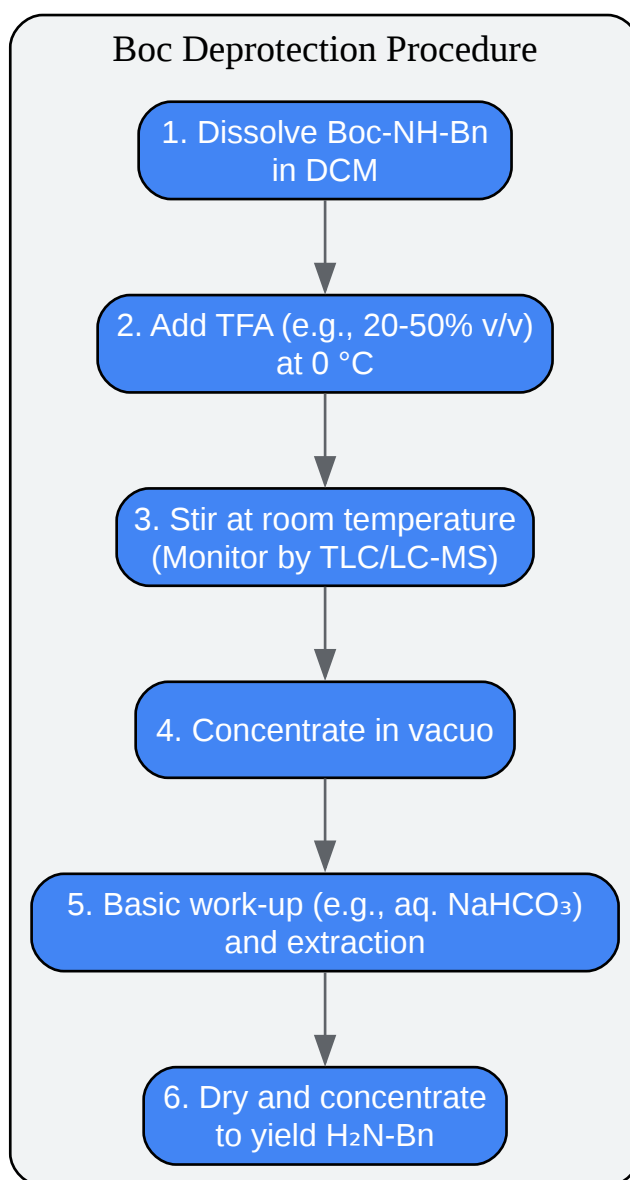 Boc Deprotection Procedure
1. Dissolve Boc-NH-Bn
in DCM
2. Add TFA (e.g., 20-50% v/v)
at 0 °C
3. Stir at room temperature
(Monitor by TLC/LC-MS)
4. Concentrate in vacuo
5. Basic work-up (e.g., aq. NaHCO₃)
and extraction
6. Dry and concentrate
to yield H₂N-Bn